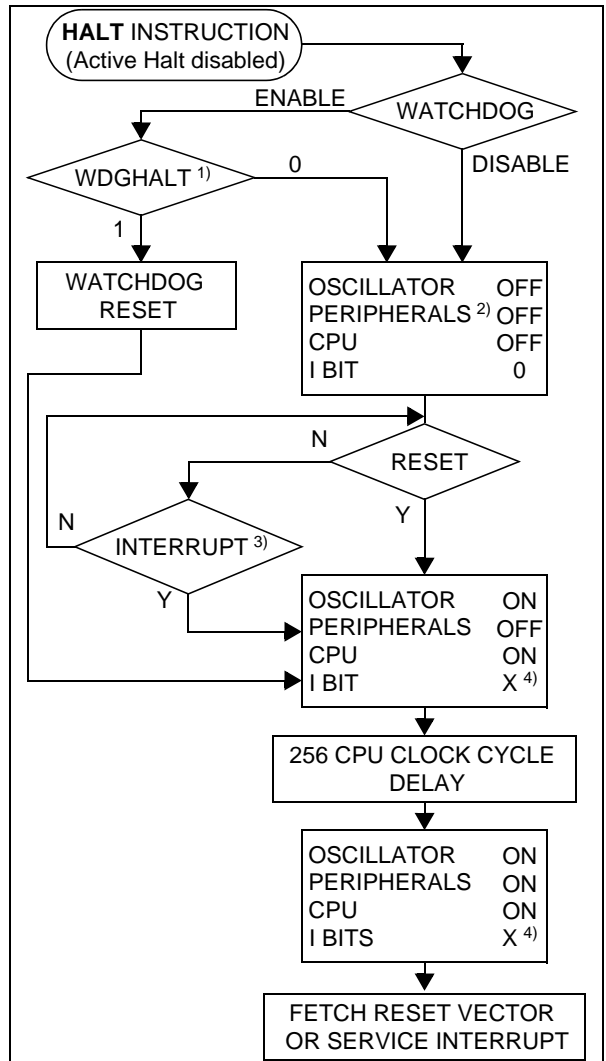 HALT INSTRUCTION
(Active Halt disabled)
ENABLE
WATCHDOG
WDGHALT 1)
0
DISABLE
1
WATCHDOG
RESET
OSCILLATOR OFF
PERIPHERALS 2) OFF
CPU OFF
I BIT 0
N
RESET
N
Y
INTERRUPT 3)
Y
OSCILLATOR ON
PERIPHERALS OFF
CPU ON
I BIT X 4)
256 CPU CLOCK CYCLE
DELAY
OSCILLATOR ON
PERIPHERALS ON
CPU ON
I BITS X 4)
FETCH RESET VECTOR
OR SERVICE INTERRUPT